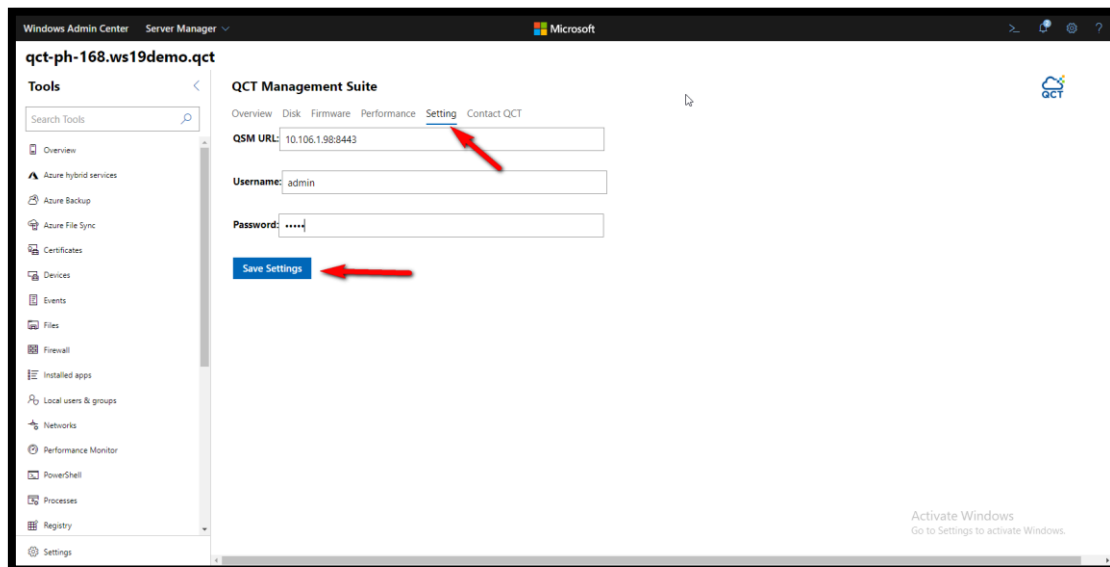 Windows Admin Center Server Manager
Microsoft
>_ ?
qct-ph-168.ws19demo.qct
Tools
Search Tools
Overview
Azure hybrid services
Azure Backup
Azure File Sync
Certificates
Devices
Events
Files
Firewall
Installed apps
Local users & groups
Networks
Performance Monitor
PowerShell
Processes
Registry
Settings
QCT Management Suite
QCT
Overview Disk Firmware Performance Setting Contact QCT
QSM URL: 10.106.1.98:8443
Username: admin
Password: •••••
Save Settings
Activate Windows
Go to Settings to activate Windows.